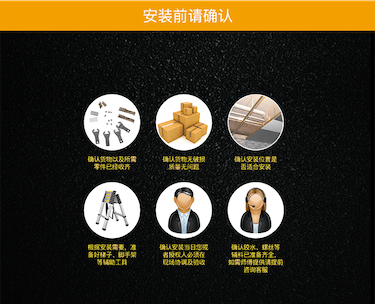 安装前请确认
确认货物以及所需
零件已经收齐
确认货物无破损
质量无问题
确认安装位置是
否适合安装
根据安装需要，准
备好梯子、脚手架
等辅助工具
确认安装当日您或
者授权人必须在
现场协调及验收
确认胶水、螺丝等
辅料已准备齐全，
如需师傅提供请提前
咨询客服